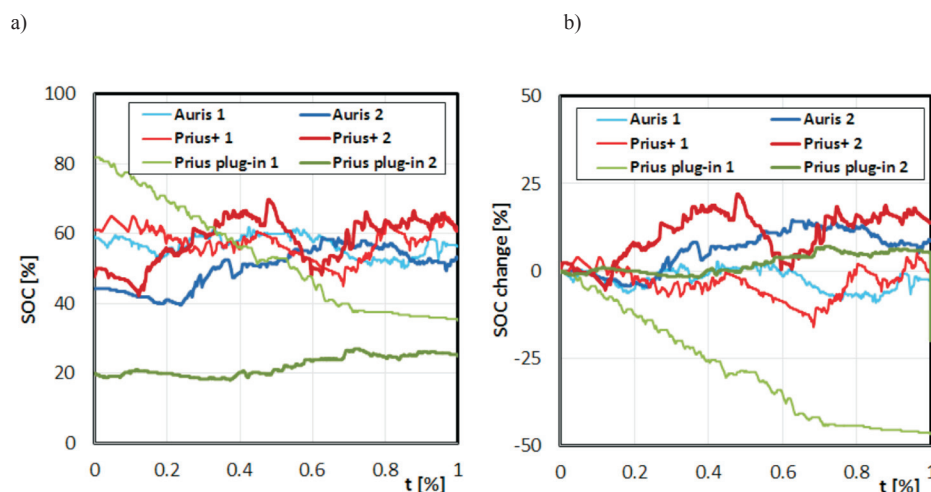 a)
b)
100
80
60
40
20
0
SOC [%]
Auris 1 Auris 2
Prius+ 1 Prius+ 2
Prius plug-in 1 Prius plug-in 2
0 0.2 0.4 0.6 0.8 1
t [%]
50
25
0
-25
-50
SOC change [%]
Auris 1 Auris 2
Prius+ 1 Prius+ 2
Prius plug-in 1 Prius plug-in 2
0 0.2 0.4 0.6 0.8 1
t [%]